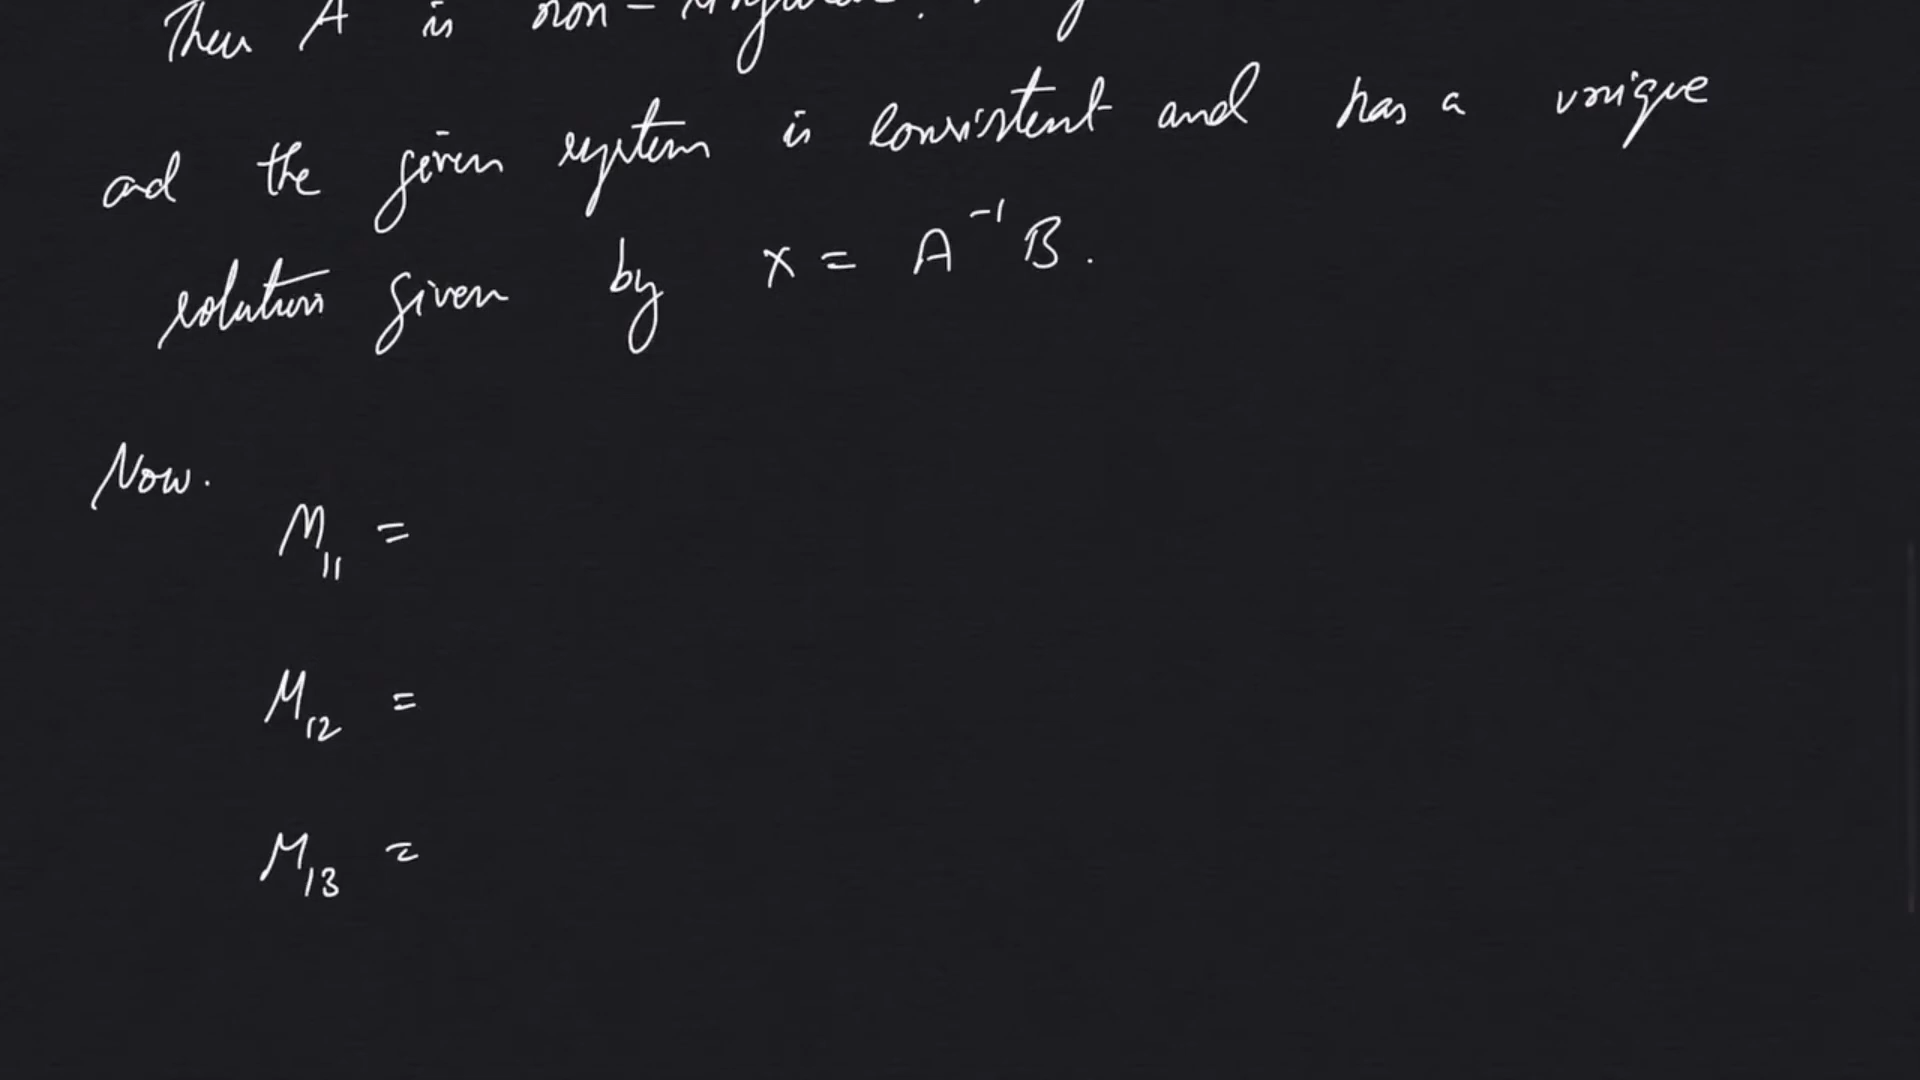 Then A is non-
and the given system is consistent and has a unique
solution given by X = A⁻¹ B.
Now.
M₁₁ =
M₁₂ =
M₁₃ =